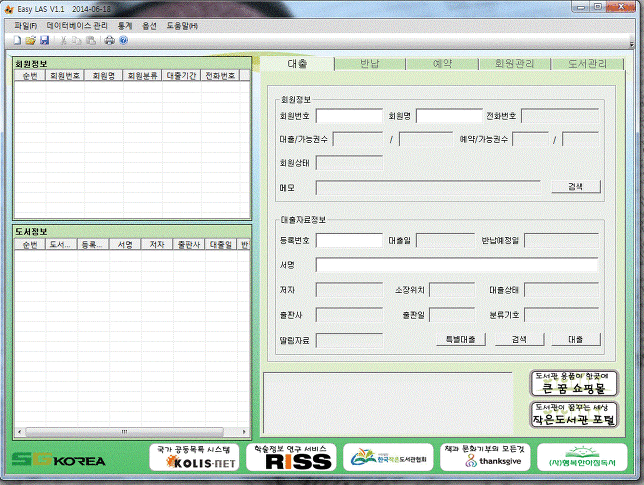 Easy LAS V1.1 2014-06-18
파일(F) 데이터베이스 관리 통계 옵션 도움말(H)
회원정보
순번 회원번호 회원명 회원분류 대출기간 전화번호
도서정보
순번 도서... 등록... 서명 저자 출판사 대출일 반
대출 반납 예약 회원관리 도서관리
회원정보
회원번호 회원명 전화번호
대출/가능권수 / 예약/가능권수 /
회원상태
메모 검색
대출자료정보
등록번호 대출일 반납예정일
서명
저자 소장위치 대출상태
출판사 출판일 분류기호
딸림자료 특별대출 검색 대출
도서관 용품이 한곳에
큰 꿈 쇼핑몰
도서관이 꿈꾸는 세상
작은도서관 포털
KOREA
국가 공동목록 시스템
KOLIS-NET
학술정보 연구 서비스
RISS
한국작은도서관협회
책과 문화기부의 모든것
thanksgive
(사)행복한아침독서